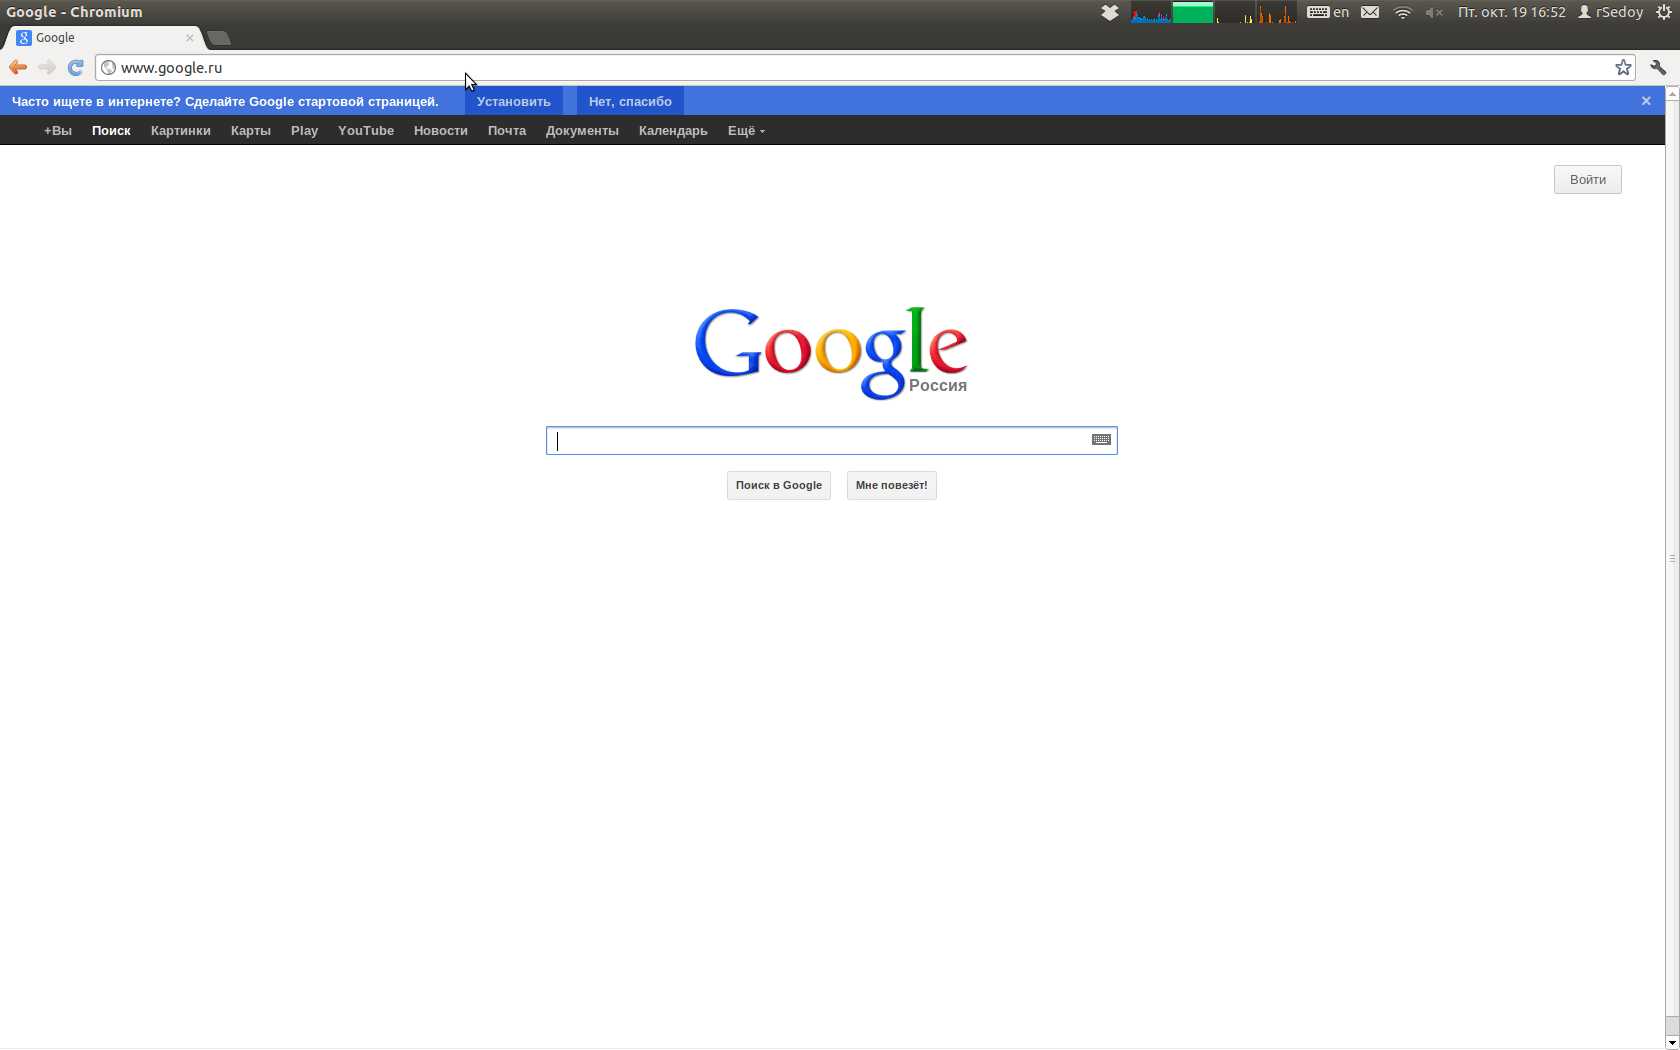 Google - Chromium
en
Пт. окт. 19 16:52
rSedoy
Google
www.google.ru
Часто ищете в интернете? Сделайте Google стартовой страницей. Установить Нет, спасибо
+Вы Поиск Картинки Карты Play YouTube Новости Почта Документы Календарь Ещё
Войти
Google
Россия
Поиск в Google Мне повезёт!